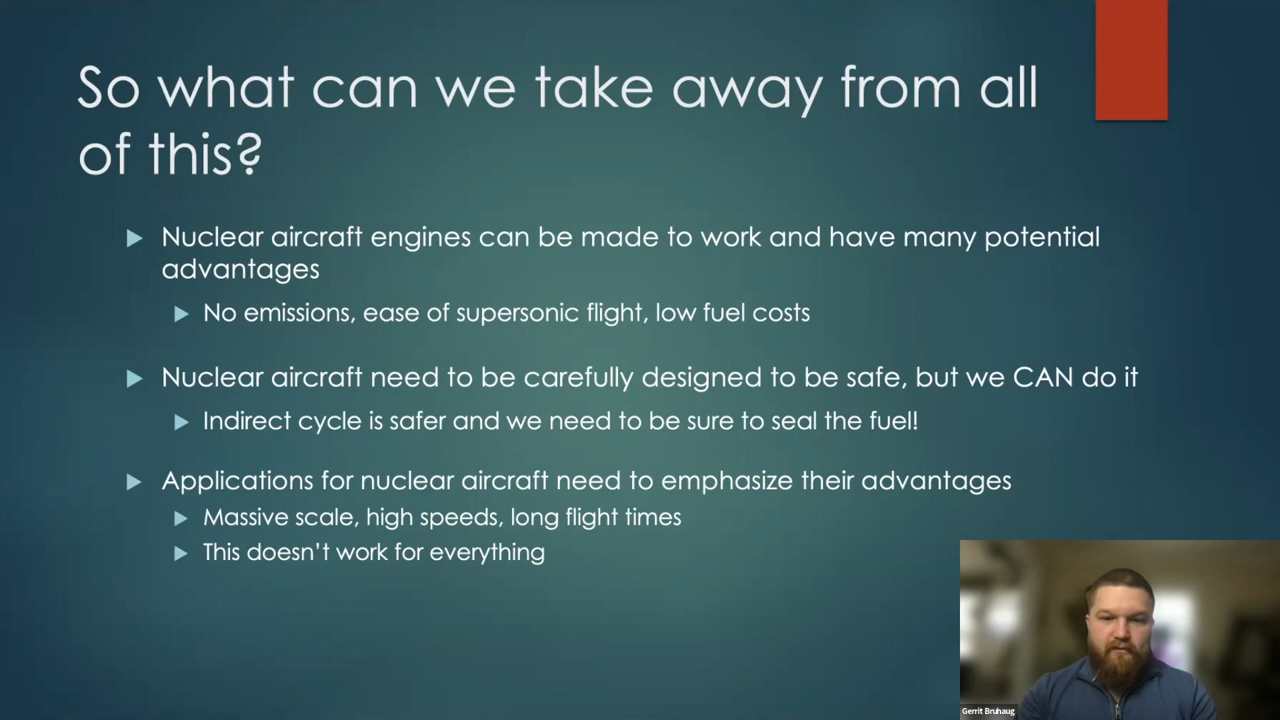 So what can we take away from all
of this?
Nuclear aircraft engines can be made to work and have many potential
advantages
No emissions, ease of supersonic flight, low fuel costs
Nuclear aircraft need to be carefully designed to be safe, but we CAN do it
Indirect cycle is safer and we need to be sure to seal the fuel!
Applications for nuclear aircraft need to emphasize their advantages
Massive scale, high speeds, long flight times
This doesn't work for everything
Gerrit Bruhaug